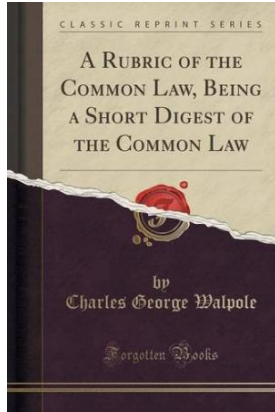 CLASSIC REPRINT SERIES
A RUBRIC OF THE
COMMON LAW, BEING
A SHORT DIGEST OF
THE COMMON LAW
by
Charles George Walpole
Forgotten Books